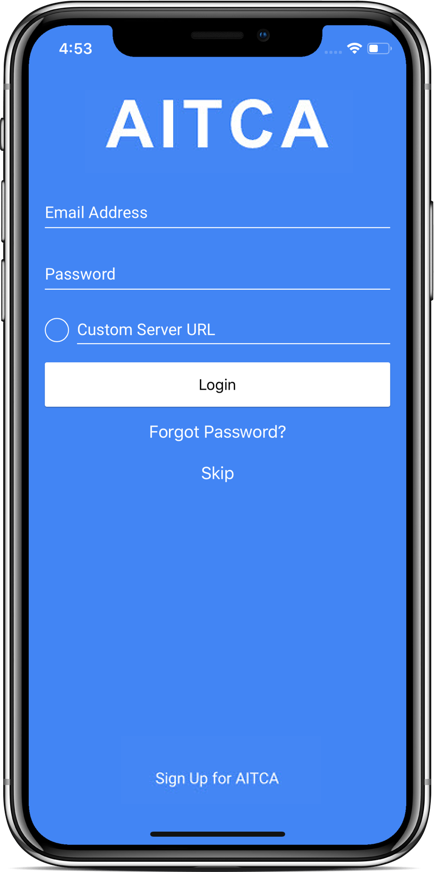 4:53
AITCA
Email Address
Password
Custom Server URL
Login
Forgot Password?
Skip
Sign Up for AITCA